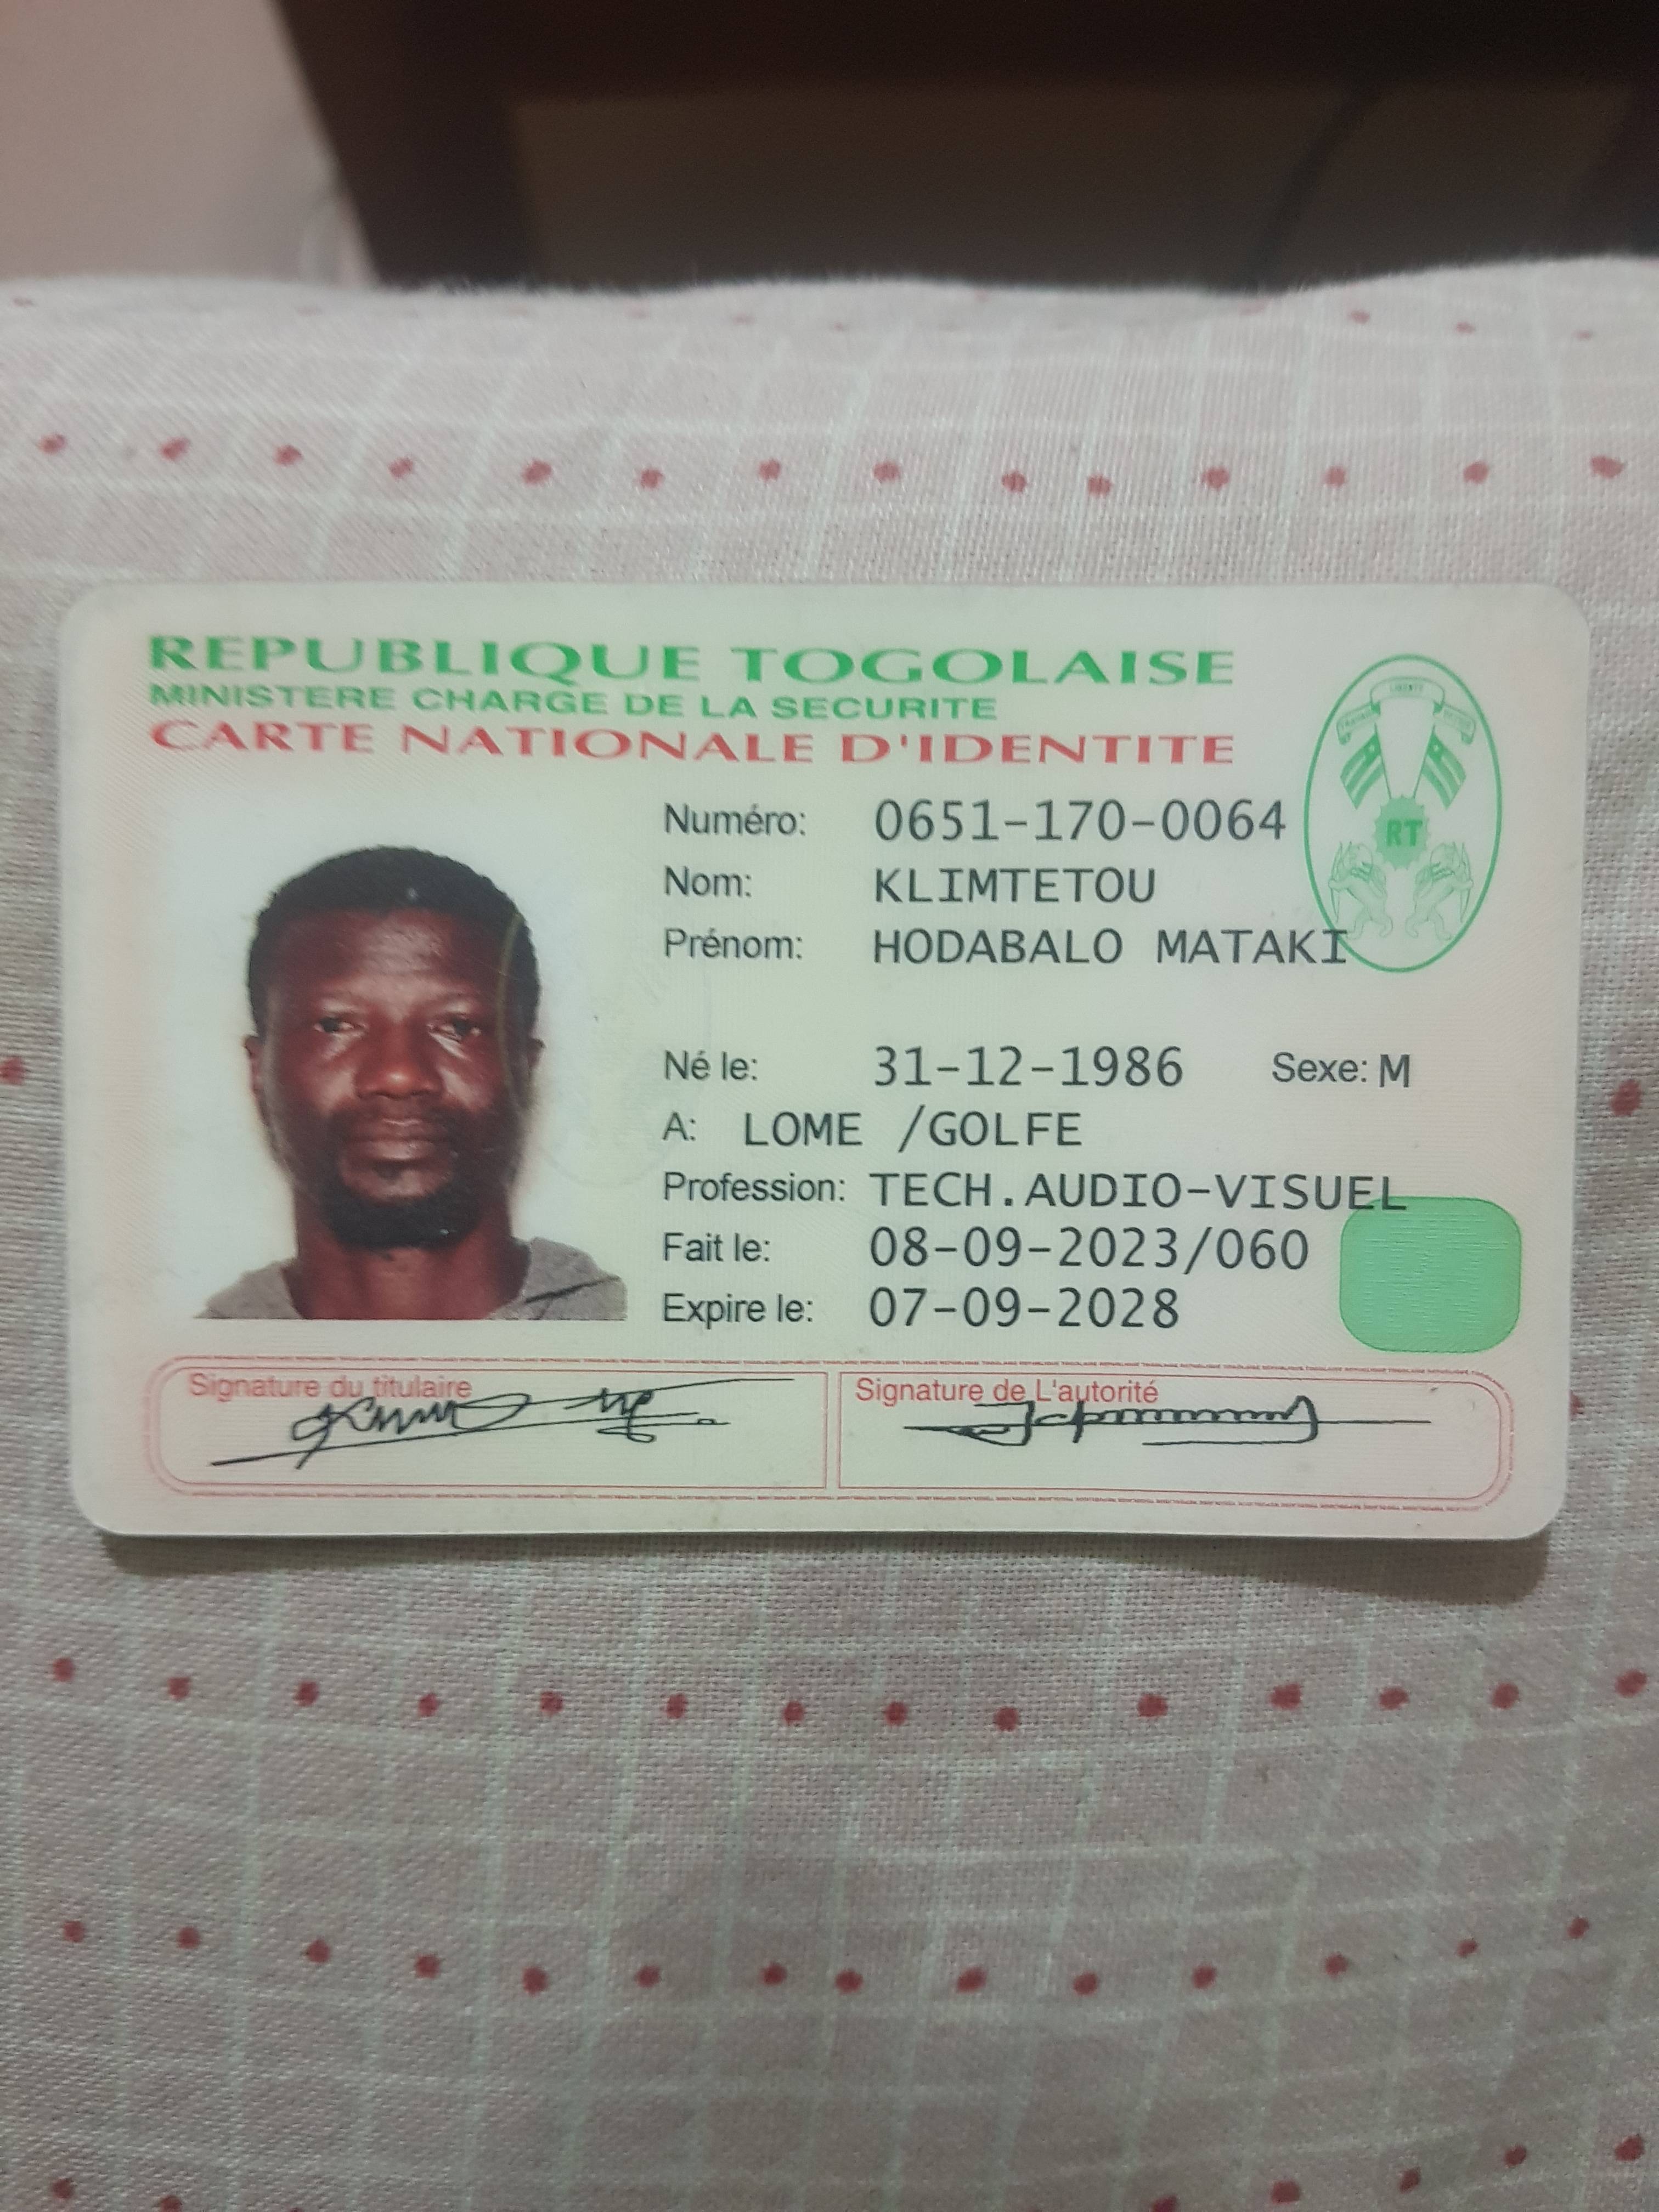 REPUBLIQUE TOGOLAISE
MINISTERE CHARGE DE LA SECURITE
CARTE NATIONALE D'IDENTITE
Numéro: 0651-170-0064
Nom: KLIMTETOU
Prénom: HODABALO MATAKI
Né le: 31-12-1986 Sexe: M
A: LOME /GOLFE
Profession: TECH.AUDIO-VISUEL
Fait le: 08-09-2023/060
Expire le: 07-09-2028
Signature du titulaire
Signature de L'autorité
RT